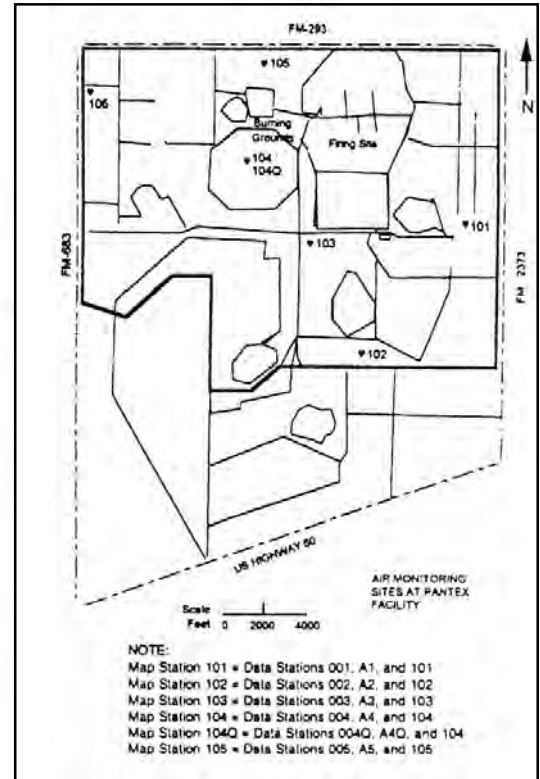 FM-293
105
106
N
Burning
Grounds
Firing Site
104
104Q
101
103
FM-683
FM 2373
102
US HIGHWAY 60
AIR MONITORING
SITES AT PANTEX
FACILITY
Scale
Feet 0 2000 4000
NOTE:
Map Station 101 = Data Stations 001, A1, and 101
Map Station 102 = Data Stations 002, A2, and 102
Map Station 103 = Data Stations 003, A3, and 103
Map Station 104 = Data Stations 004, A4, and 104
Map Station 104Q = Data Stations 004Q, A4Q, and 104
Map Station 105 = Data Stations 005, A5, and 105